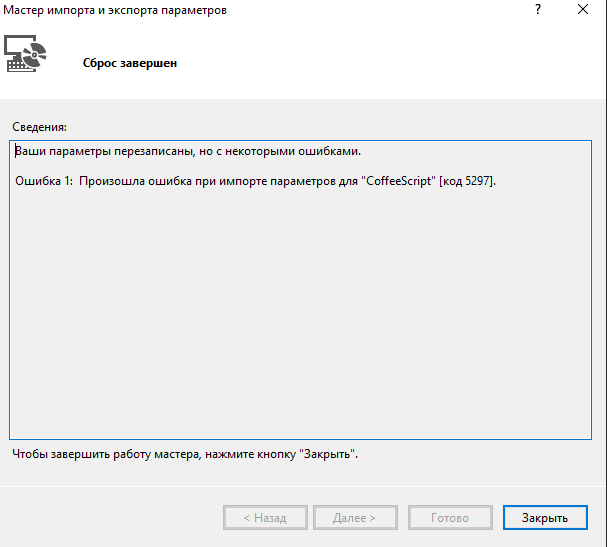 Мастер импорта и экспорта параметров
?
Сброс завершен
Сведения:
Ваши параметры перезаписаны, но с некоторыми ошибками.
Ошибка 1:  Произошла ошибка при импорте параметров для "CoffeeScript" [код 5297].
Чтобы завершить работу мастера, нажмите кнопку "Закрыть".
< Назад Далее > Готово Закрыть